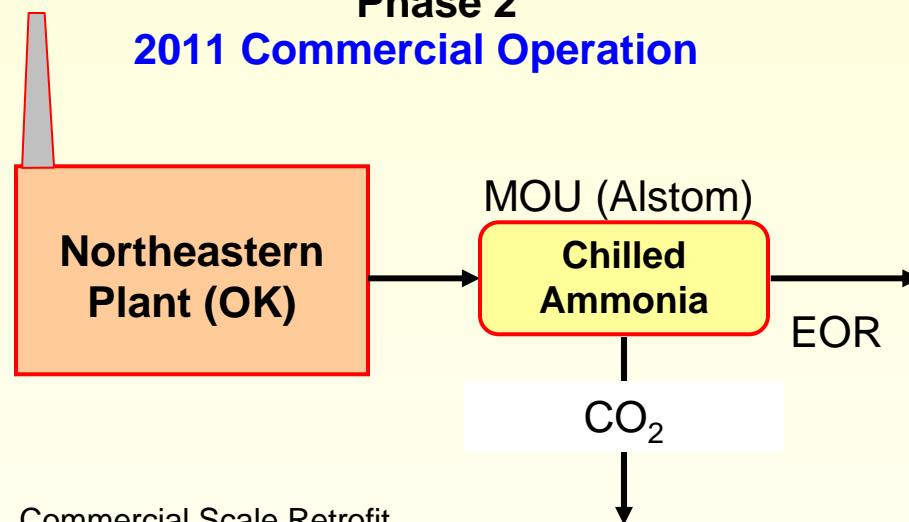 Phase 2
2011 Commercial Operation
MOU (Alstom)
Northeastern
Plant (OK)
Chilled
Ammonia
EOR
CO₂
Commercial Scale Retrofit